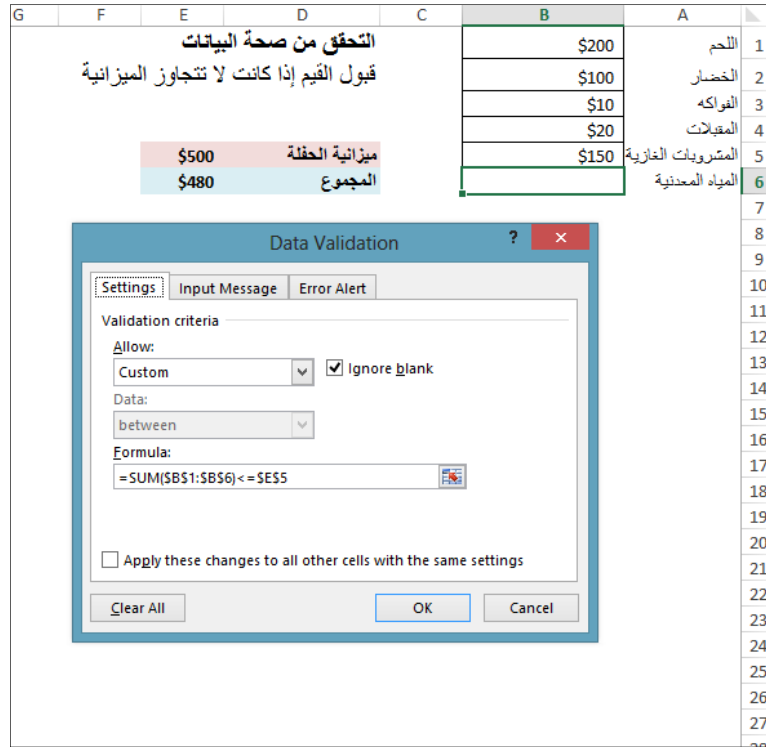 A B C D E F G
1 اللحم $200 التحقق من صحة البيانات
2 الخضار $100 قبول القيم إذا كانت لا تتجاوز الميزانية
3 الفواكه $10
4 المقبلات $20
5 المشروبات الغازية $150 ميزانية الحفلة $500
6 المياه المعدنية المجموع $480
7
8
9
10
11
12
13
14
15
16
17
18
19
20
21
22
23
24
25
26
27
Data Validation ?
Settings Input Message Error Alert
Validation criteria
Allow:
Custom Ignore blank
Data:
between
Formula:
=SUM($B$1:$B$6)<=$E$5
Apply these changes to all other cells with the same settings
Clear All OK Cancel